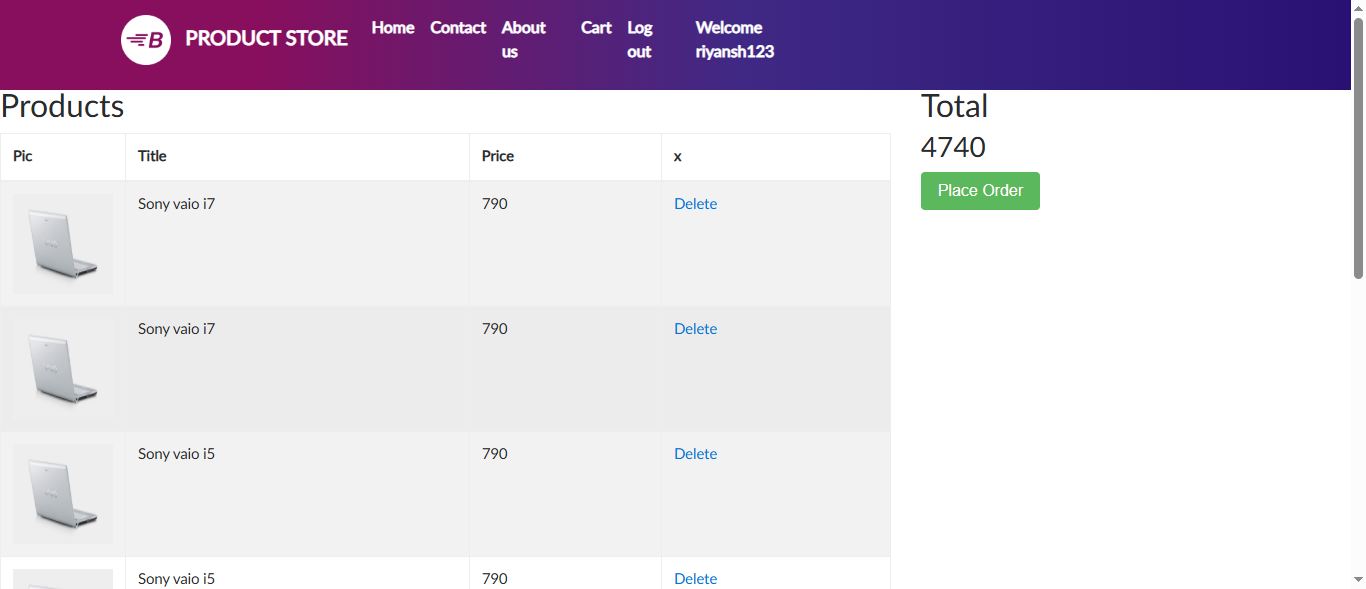 B PRODUCT STORE Home Contact About us Cart Log out Welcome riyansh123
Products
Total
4740
Place Order
Pic Title Price x
Sony vaio i7 790 Delete
Sony vaio i7 790 Delete
Sony vaio i5 790 Delete
Sony vaio i5 790 Delete